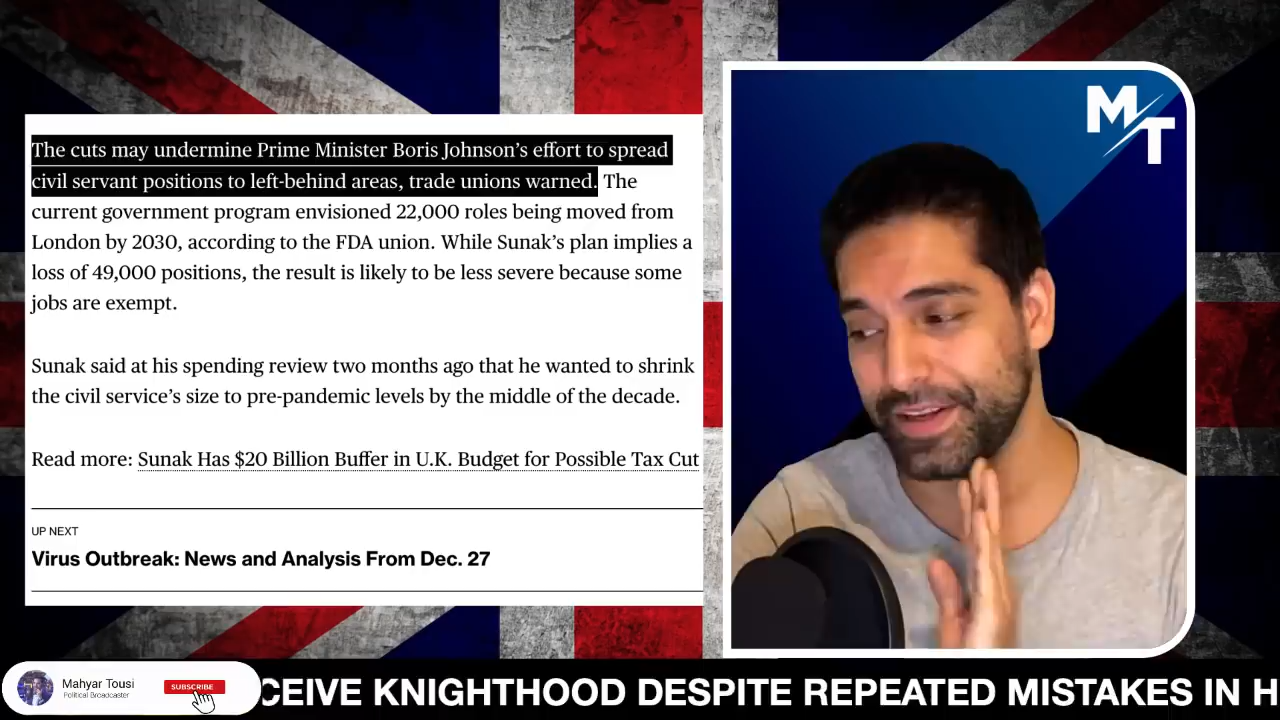 The cuts may undermine Prime Minister Boris Johnson’s effort to spread
civil servant positions to left-behind areas, trade unions warned. The
current government program envisioned 22,000 roles being moved from
London by 2030, according to the FDA union. While Sunak’s plan implies a
loss of 49,000 positions, the result is likely to be less severe because some
jobs are exempt.
Sunak said at his spending review two months ago that he wanted to shrink
the civil service’s size to pre-pandemic levels by the middle of the decade.
Read more: Sunak Has $20 Billion Buffer in U.K. Budget for Possible Tax Cut
UP NEXT
Virus Outbreak: News and Analysis From Dec. 27
M/T
Mahyar Tousi
Political Broadcaster
SUBSCRIBE
CEIVE KNIGHTHOOD DESPITE REPEATED MISTAKES IN H